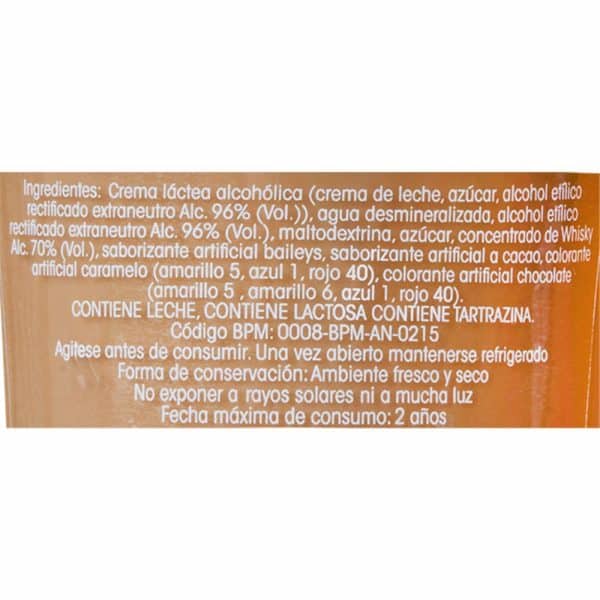 Ingredientes: Crema láctea alcohólica (crema de leche, azúcar, alcohol etílico
rectificado extraneutro Alc. 96% (Vol.)), agua desmineralizada, alcohol etílico
rectificado extraneutro Alc. 96% (Vol.), maltodextrina, azúcar, concentrado de Whisky
Alc. 70% (Vol.), saborizante artificial baileys, saborizante artificial a cacao, colorante
artificial caramelo (amarillo 5, azul 1, rojo 40), colorante artificial chocolate
(amarillo 5 , amarillo 6, azul 1, rojo 40).
CONTIENE LECHE, CONTIENE LACTOSA CONTIENE TARTRAZINA.
Código BPM: 0008-BPM-AN-0215
Agitese antes de consumir. Una vez abierto mantenerse refrigerado
Forma de conservación: Ambiente fresco y seco
No exponer a rayos solares ni a mucha luz
Fecha máxima de consumo: 2 años